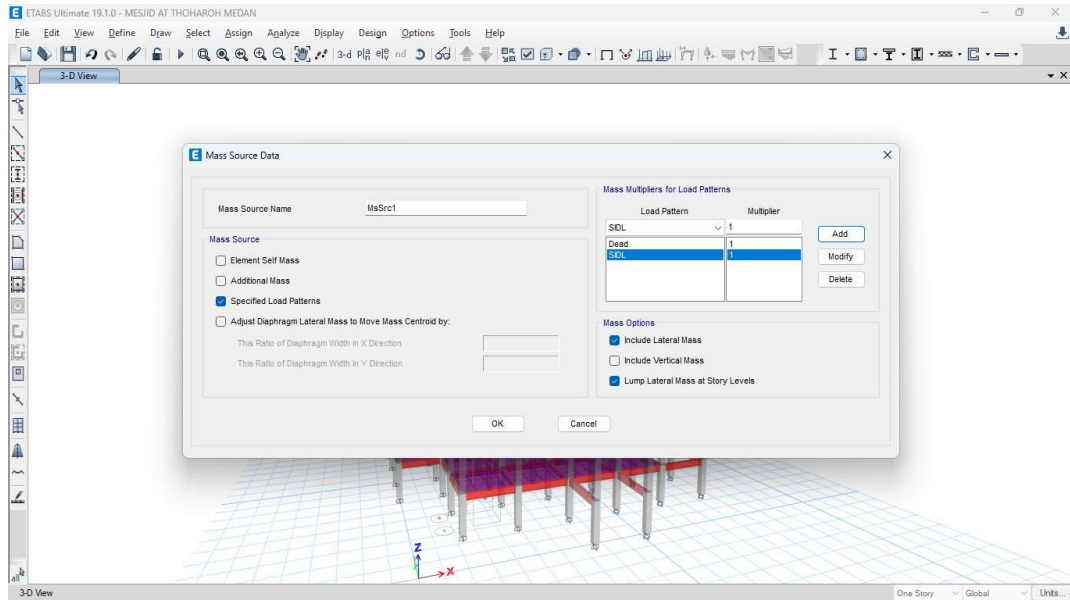 ETABS Ultimate 19.1.0 - MESJID AT THOHAROH MEDAN
File Edit View Define Draw Select Assign Analyze Display Design Options Tools Help
3-d nd
3-D View
Mass Source Data
Mass Source Name MsSrc1
Mass Source
Element Self Mass
Additional Mass
Specified Load Patterns
Adjust Diaphragm Lateral Mass to Move Mass Centroid by:
This Ratio of Diaphragm Width in X Direction
This Ratio of Diaphragm Width in Y Direction
Mass Multipliers for Load Patterns
Load Pattern Multiplier
SIDL 1
Dead 1
SIDL 1
Add
Modify
Delete
Mass Options
Include Lateral Mass
Include Vertical Mass
Lump Lateral Mass at Story Levels
OK Cancel
Z
X
all
3-D View One Story Global Units...